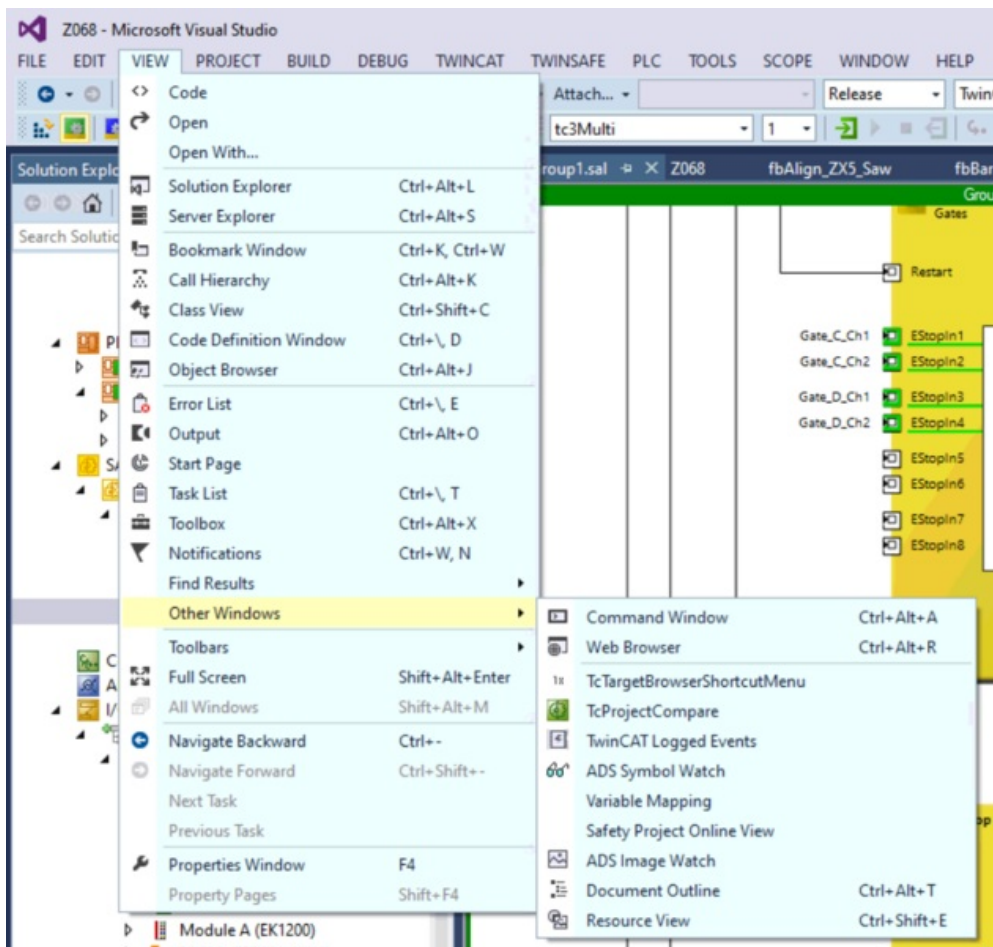 Z068 - Microsoft Visual Studio
FILE EDIT VIEW PROJECT BUILD DEBUG TWINCAT TWINSAFE PLC TOOLS SCOPE WINDOW HELP
Attach... Release
tc3Multi 1
Solution
.sal Z068 fbAlign_ZX5_Saw
Search
Code
Open
Open With...
Solution Explorer Ctrl+Alt+L
Server Explorer Ctrl+Alt+S
Bookmark Window Ctrl+K, Ctrl+W
Call Hierarchy Ctrl+Alt+K
Class View Ctrl+Shift+C
Code Definition Window Ctrl+\, D
Object Browser Ctrl+Alt+J
Error List Ctrl+\, E
Output Ctrl+Alt+O
Start Page
Task List Ctrl+\, T
Toolbox Ctrl+Alt+X
Notifications Ctrl+W, N
Find Results
Other Windows
Toolbars
Full Screen Shift+Alt+Enter
All Windows Shift+Alt+M
Navigate Backward Ctrl+-
Navigate Forward Ctrl+Shift+-
Next Task
Previous Task
Properties Window F4
Property Pages Shift+F4
Module A (EK1200)
Gates
Restart
Gate_C_Ch1 EStopIn1
Gate_C_Ch2 EStopIn2
Gate_D_Ch1 EStopIn3
Gate_D_Ch2 EStopIn4
EStopIn5
EStopIn6
EStopIn7
EStopIn8
Command Window Ctrl+Alt+A
Web Browser Ctrl+Alt+R
TcTargetBrowserShortcutMenu
TcProjectCompare
TwinCAT Logged Events
ADS Symbol Watch
Variable Mapping
Safety Project Online View
ADS Image Watch
Document Outline Ctrl+Alt+T
Resource View Ctrl+Shift+E